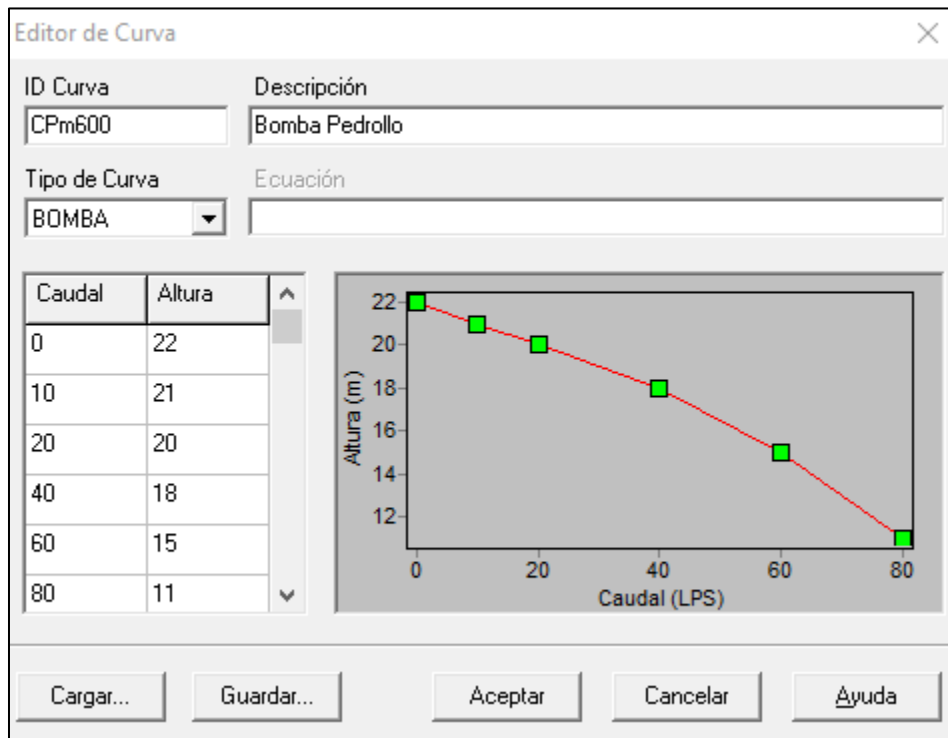 Editor de Curva
ID Curva Descripción
CPm600 Bomba Pedrollo
Tipo de Curva Ecuación
BOMBA
Caudal Altura
0 22
10 21
20 20
40 18
60 15
80 11
Altura (m)
22
20
18
16
14
12
0 20 40 60 80
Caudal (LPS)
Cargar... Guardar... Aceptar Cancelar Ayuda